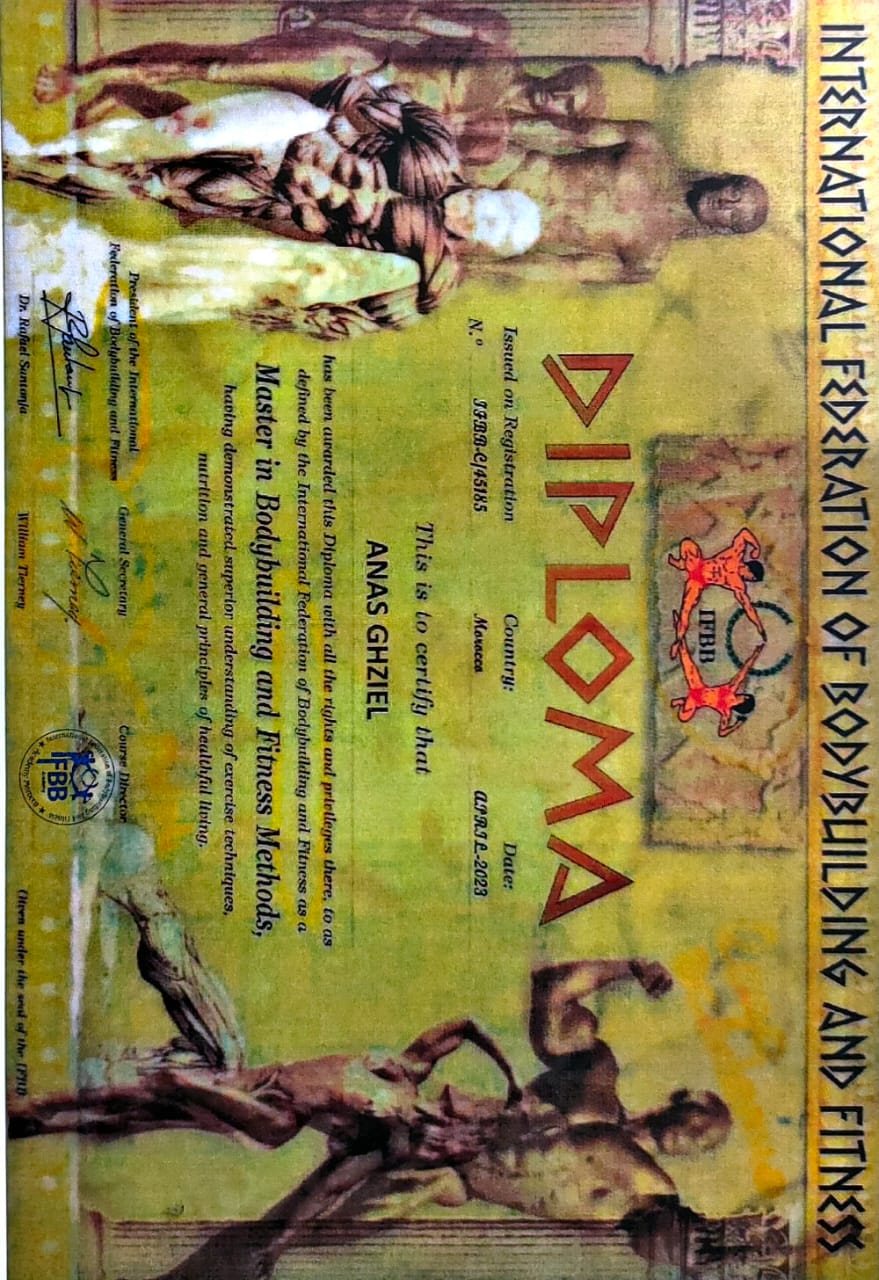 INTERNATIONAL FEDERATION OF BODYBUILDING AND FITNESS
IFBB
DIPLOMA
Issued on Registration Country: Date:
N.º IFBB-C/45185 Morocco APRIL-2023
This is to certify that
ANAS GHZIEL
has been awarded this Diploma with all the rights and privileges there, to as
defined by the International Federation of Bodybuilding and Fitness as a
Master in Bodybuilding and Fitness Methods,
having demonstrated superior understanding of exercise techniques,
nutrition and general principles of healthful living.
President of the International General Secretary Course Director
Federation of Bodybuilding and Fitness
IFBB
Dr. Rafael Santonja William Tierney (Item under the seal of the